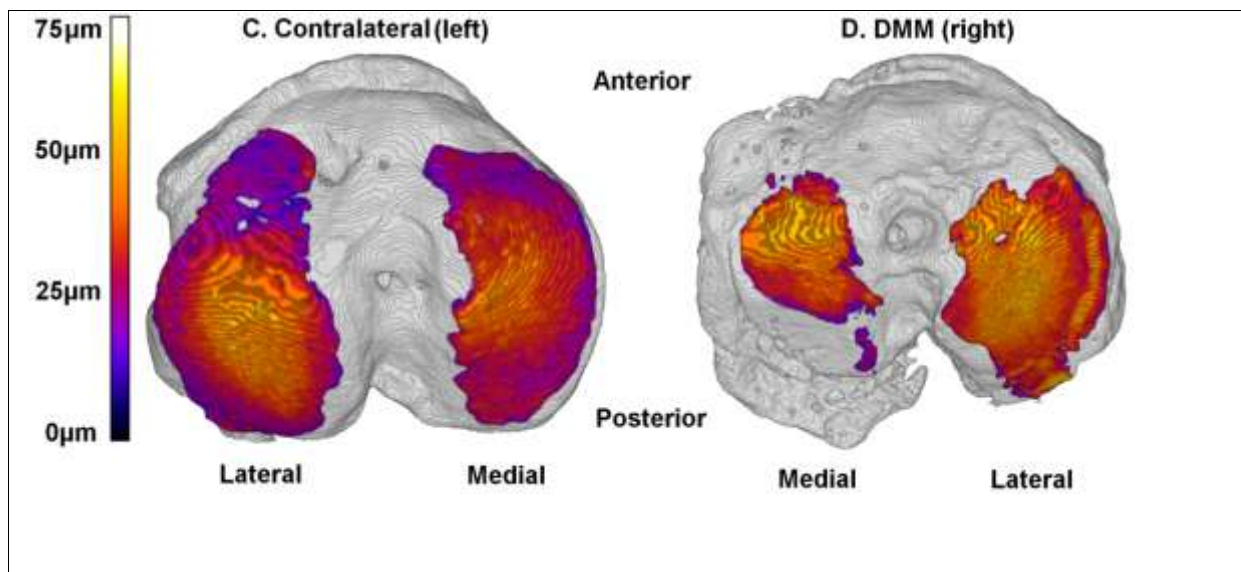 75µm
C. Contralateral (left)
D. DMM (right)
Anterior
50µm
25µm
Posterior
0µm
Lateral
Medial
Medial
Lateral